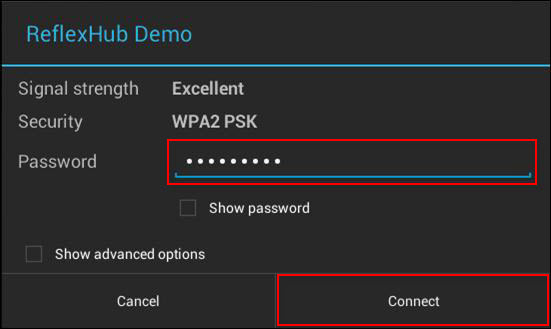 ReflexHub Demo
Signal strength Excellent
Security WPA2 PSK
Password •••••••••
Show password
Show advanced options
Cancel Connect